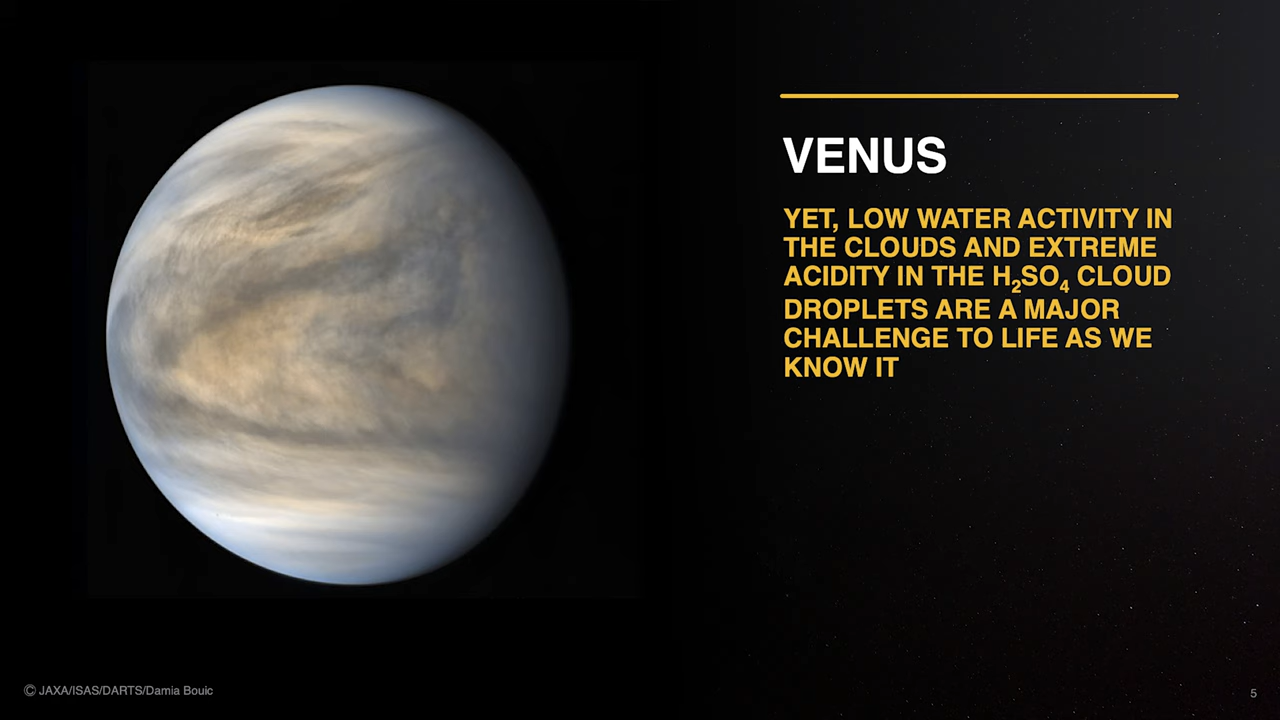 VENUS
YET, LOW WATER ACTIVITY IN
THE CLOUDS AND EXTREME
ACIDITY IN THE H₂SO₄ CLOUD
DROPLETS ARE A MAJOR
CHALLENGE TO LIFE AS WE
KNOW IT
© JAXA/ISAS/DARTS/Damia Bouic
5